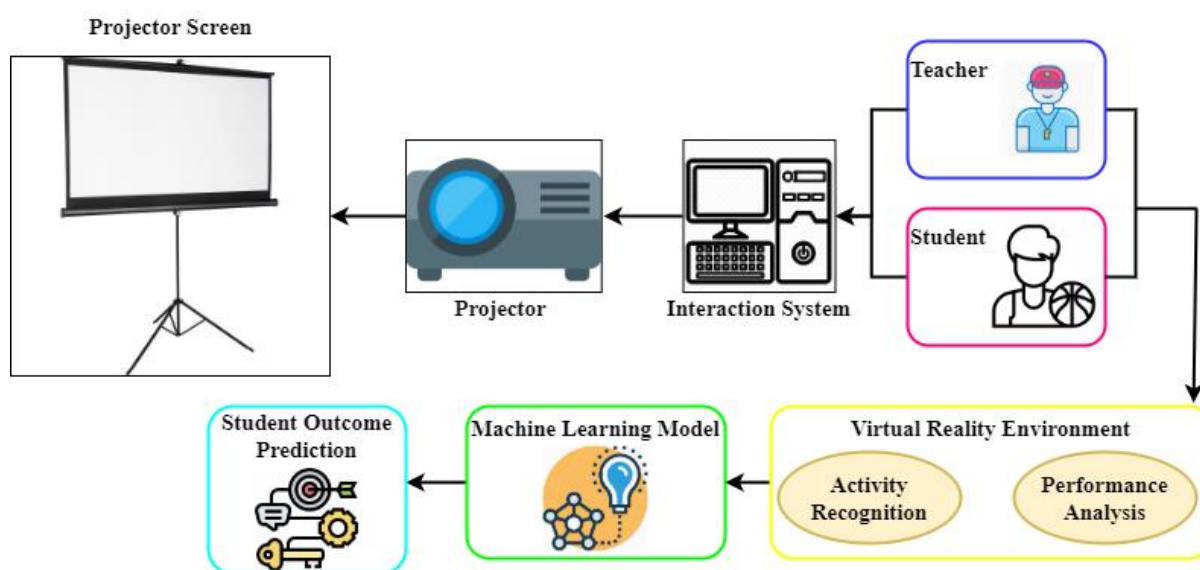 Projector Screen
Teacher
Student
Projector
Interaction System
Student Outcome
Prediction
Machine Learning Model
Virtual Reality Environment
Activity
Recognition
Performance
Analysis